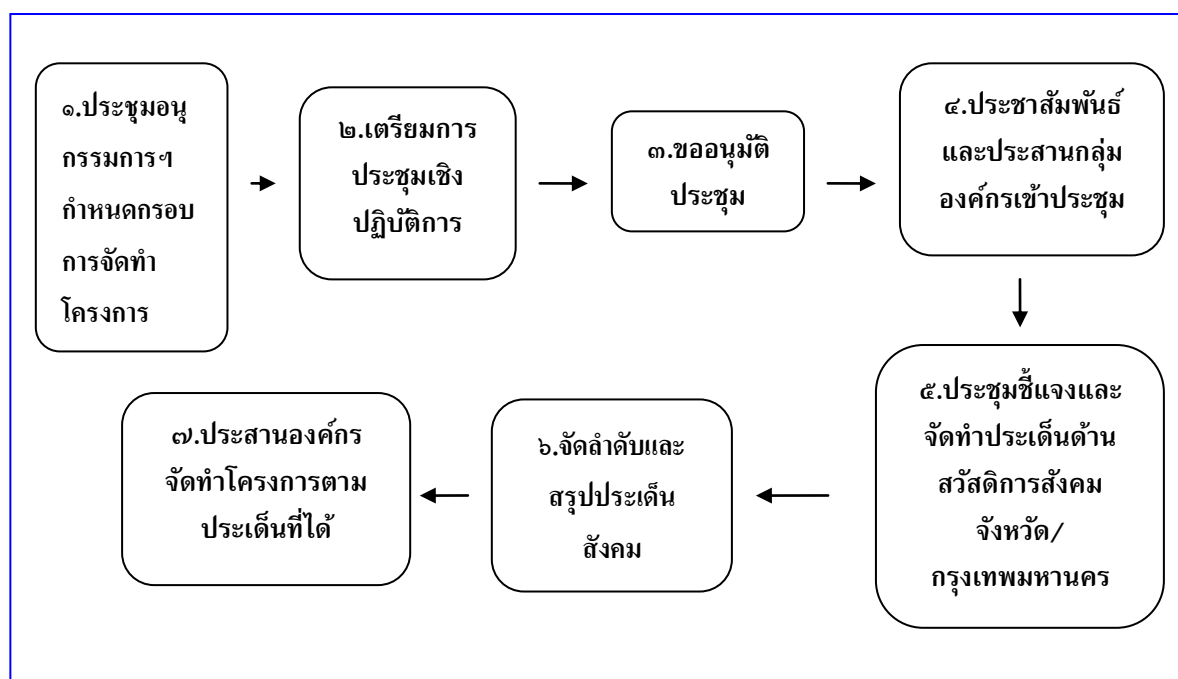 ๑.ประชุมอนุ
กรรมการฯ
กำหนดกรอบ
การจัดทำ
โครงการ
๒.เตรียมการ
ประชุมเชิง
ปฏิบัติการ
๓.ขออนุมัติ
ประชุม
๔.ประชาสัมพันธ์
และประสานกลุ่ม
องค์กรเข้าประชุม
๕.ประชุมชี้แจงและ
จัดทำประเด็นด้าน
สวัสดิการสังคม
จังหวัด/
กรุงเทพมหานคร
๖.จัดลำดับและ
สรุปประเด็น
สังคม
๗.ประสานองค์กร
จัดทำโครงการตาม
ประเด็นที่ได้